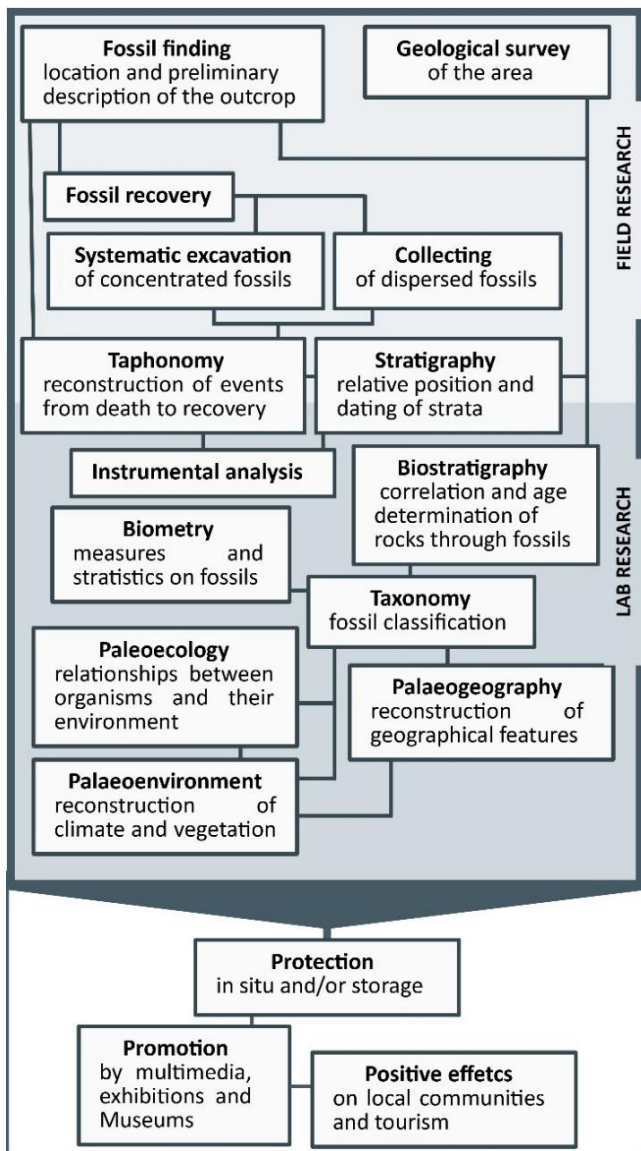 Fossil finding
location and preliminary
description of the outcrop
Geological survey
of the area
FIELD RESEARCH
Fossil recovery
Systematic excavation
of concentrated fossils
Collecting
of dispersed fossils
Taphonomy
reconstruction of events
from death to recovery
Stratigraphy
relative position and
dating of strata
LAB RESEARCH
Instrumental analysis
Biostratigraphy
correlation and age
determination of
rocks through fossils
Biometry
measures and
stratistics on fossils
Taxonomy
fossil classification
Paleoecology
relationships between
organisms and their
environment
Palaeogeography
reconstruction of
geographical features
Palaeoenvironment
reconstruction of
climate and vegetation
Protection
in situ and/or storage
Promotion
by multimedia,
exhibitions and
Museums
Positive effetcs
on local communities
and tourism